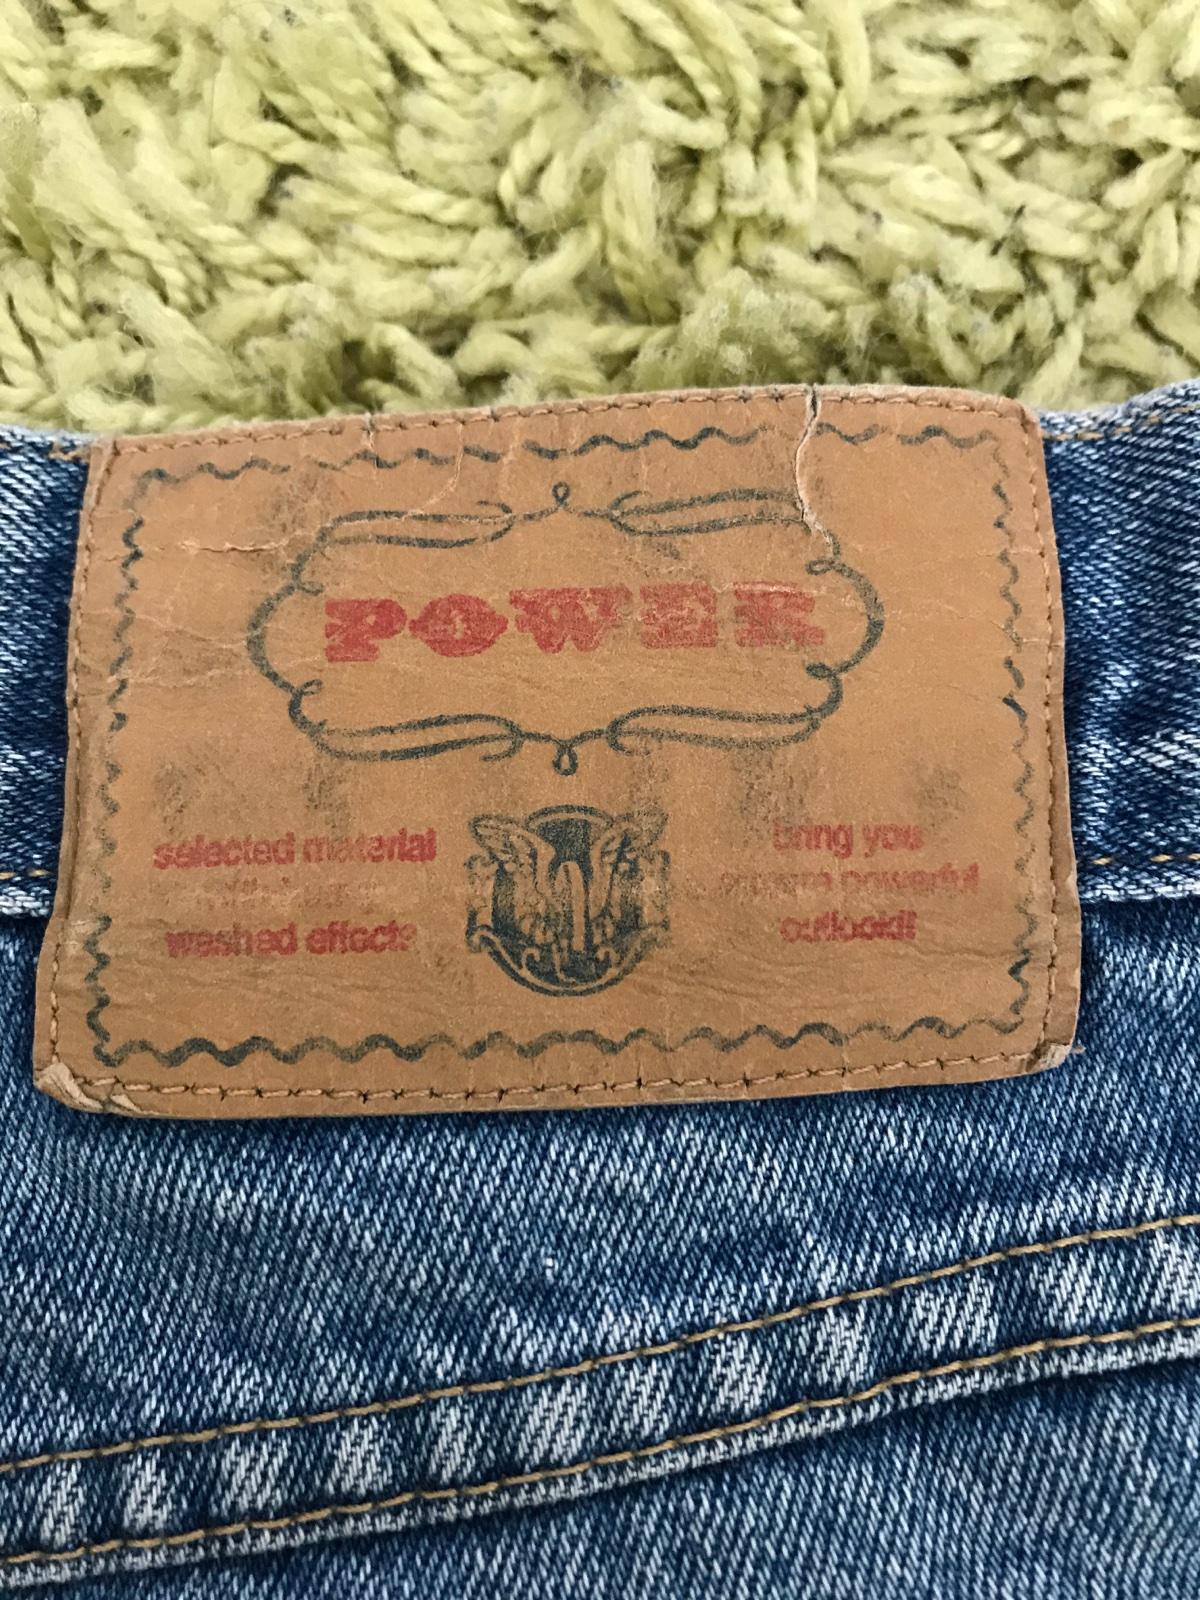 POWER
selected material
washed effects
bring you
powerful
outlook!!